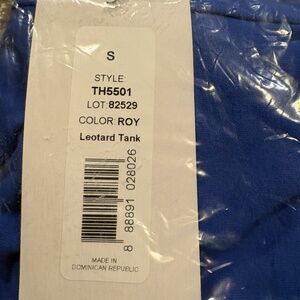 S
STYLE:
TH5501
LOT:82529
COLOR:ROY
Leotard Tank
8 88891 028026
MADE IN
DOMINICAN REPUBLIC